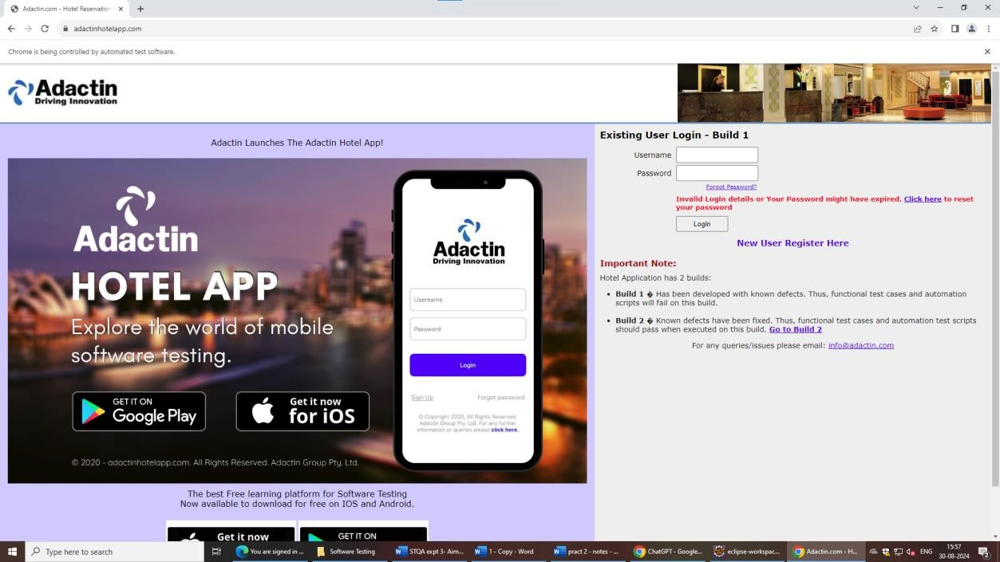 Adactin.com - Hotel Reservation
adactinhotelapp.com
Chrome is being controlled by automated test software.
Adactin
Driving Innovation
Adactin Launches The Adactin Hotel App!
Adactin
HOTEL APP
Explore the world of mobile
software testing.
GET IT ON
Google Play
Get it now
for iOS
© 2020 - adactinhotelapp.com. All Rights Reserved. AdactIn Group Pty. Ltd.
Adactin
Driving Innovation
Username
Password
Login
Sign Up
Forgot password
© Copyright 2020, All Rights Reserved.
AdactIn Group Pty. Ltd. For any further
information or queries please click here.
The best Free learning platform for Software Testing
Now available to download for free on IOS and Android.
Get it now
GET IT ON
Existing User Login - Build 1
Username
Password
Forgot Password?
Invalid Login details or Your Password might have expired. Click here to reset
your password
Login
New User Register Here
Important Note:
Hotel Application has 2 builds:
• Build 1 � Has been developed with known defects. Thus, functional test cases and automation
scripts will fail on this build.
• Build 2 � Known defects have been fixed. Thus, functional test cases and automation test scripts
should pass when executed on this build. Go to Build 2
For any queries/issues please email: info@adactin.com
Type here to search
You are signed in ...
Software Testing
STQA expt 3- Aim...
1 - Copy - Word
pract 2 - notes - ...
ChatGPT - Google...
eclipse-workspac...
Adactin.com - H...
ENG
15:57
30-08-2024
2